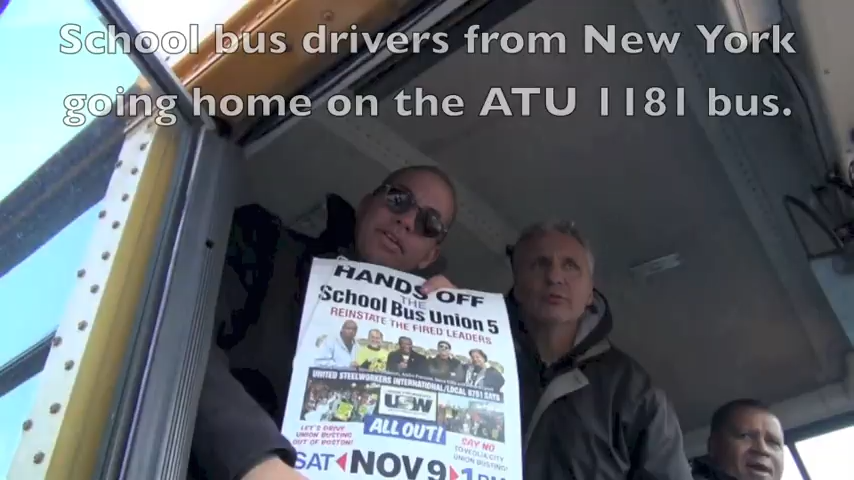 School bus drivers from New York
going home on the ATU 1181 bus.
HANDS OFF
THE
School Bus Union 5
REINSTATE THE FIRED LEADERS
UNITED STEELWORKERS INTERNATIONAL/LOCAL 8751 SAYS
USW
ALL OUT!
LET'S DRIVE
UNION BUSTING
OUT OF BOSTON!
SAY NO
TO VEOLIA/CITY
UNION BUSTING!
SAT NOV 9 1PM